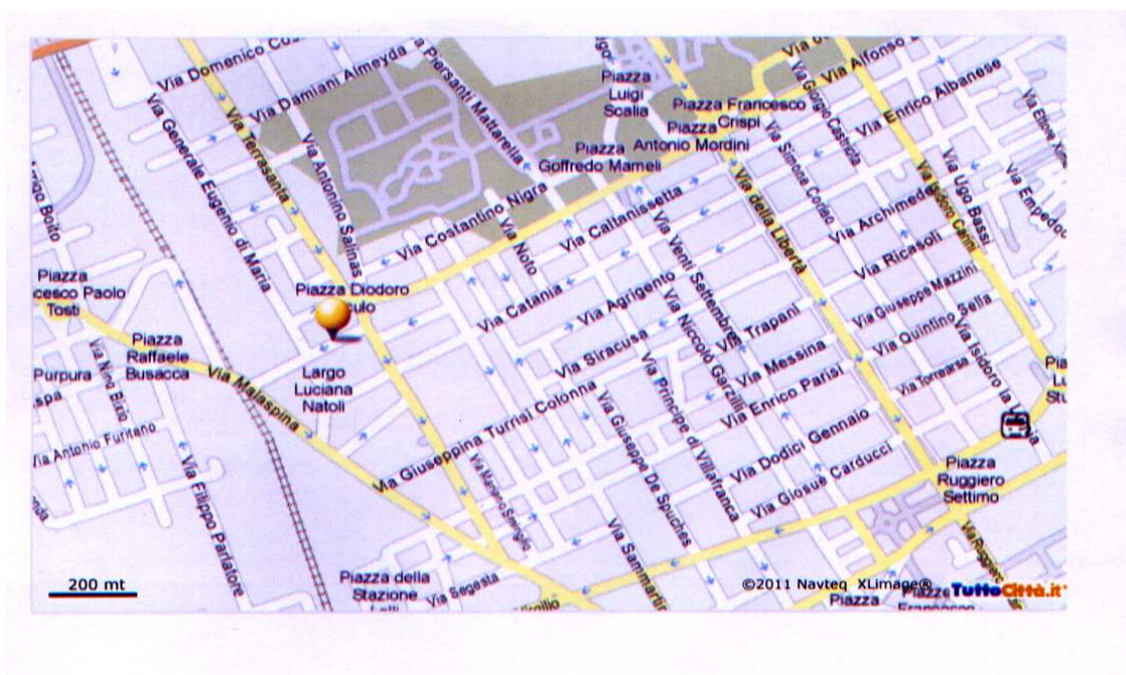 Via Domenico
Via Damiani Almeyda
Piersanti Mattarella
Via Generale Eugenio di Maria
Via Terrasanta
Via Antonino Salinas
Piazza
Luigi
Scalia
Piazza Francesco
Crispi
Piazza
Antonio Mordini
Piazza
Goffredo Mameli
Via Alfonso
Via Giorgio Castriota
Via Enrico Albanese
Via Simone Corleo
Via Ugo Bassi
Via Isidoro Carini
Via Archimede
Via Ricasoli
Via Costantino Nigra
Via Noto
Via Caltanissetta
Via della Libertà
Via Venti Settembre
Piazza Diodoro
Via Catania
Via Agrigento
Via Siracusa
Via Niccolò Garzilli
Via Trapani
Via Messina
Via Enrico Parisi
Via Giuseppe Mazzini
Via Quintino Sella
Via Torrearsa
Via Isidoro la
Piazza
Paolo
Tosti
Piazza
Raffaele
Busacca
Purpura
Via Nino Bixio
Via Malaspina
Largo
Luciana
Natoli
Via Giuseppina Turrisi Colonna
Via Principe di Villafranca
Via Giuseppe De Spuches
Via Dodici Gennaio
Via Giosuè Carducci
Via Antonio Furitano
Via Filippo Parlatore
Piazza
Ruggiero
Settimo
Piazza della
Stazione
Via Segesta
200 mt
©2011 Navteq XLimage®
TuttoCittà.it
Piazza